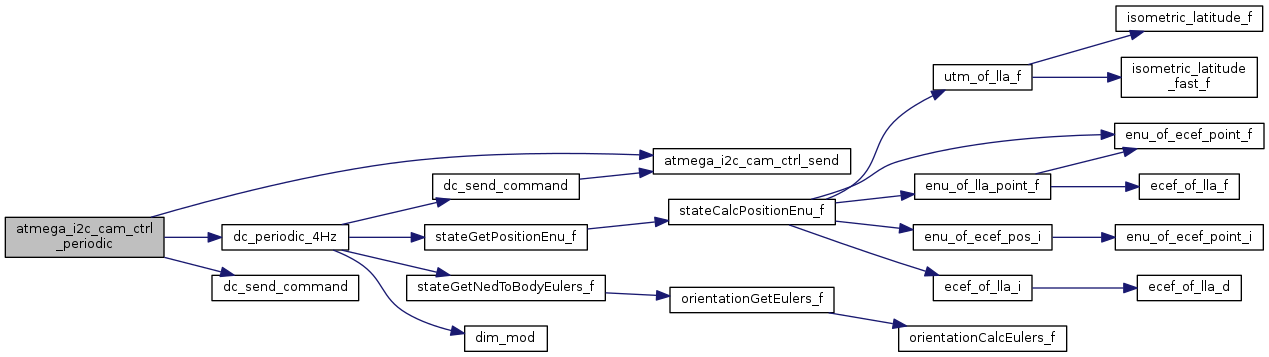 atmega_i2c_cam_ctrl
_periodic
dc_periodic_4Hz
dc_send_command
dc_send_command
stateGetPositionEnu_f
stateGetNedToBodyEulers_f
dim_mod
atmega_i2c_cam_ctrl_send
stateCalcPositionEnu_f
orientationGetEulers_f
utm_of_lla_f
enu_of_lla_point_f
enu_of_ecef_pos_i
ecef_of_lla_i
orientationCalcEulers_f
isometric_latitude_f
isometric_latitude
_fast_f
enu_of_ecef_point_f
ecef_of_lla_f
enu_of_ecef_point_i
ecef_of_lla_d